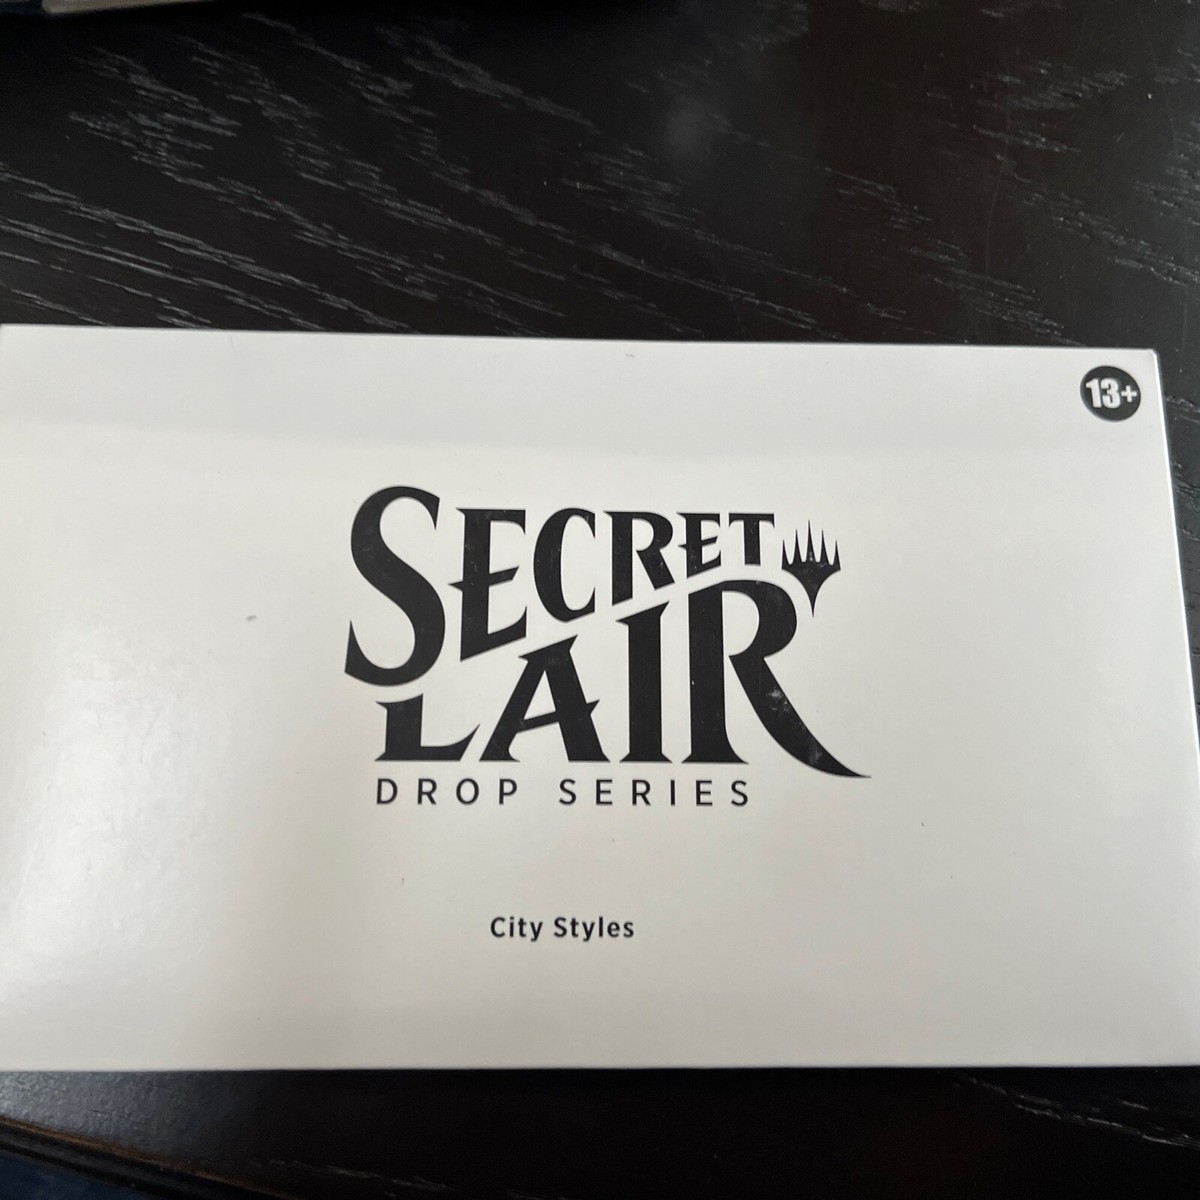 13+
SECRET
LAIR
DROP SERIES
City Styles